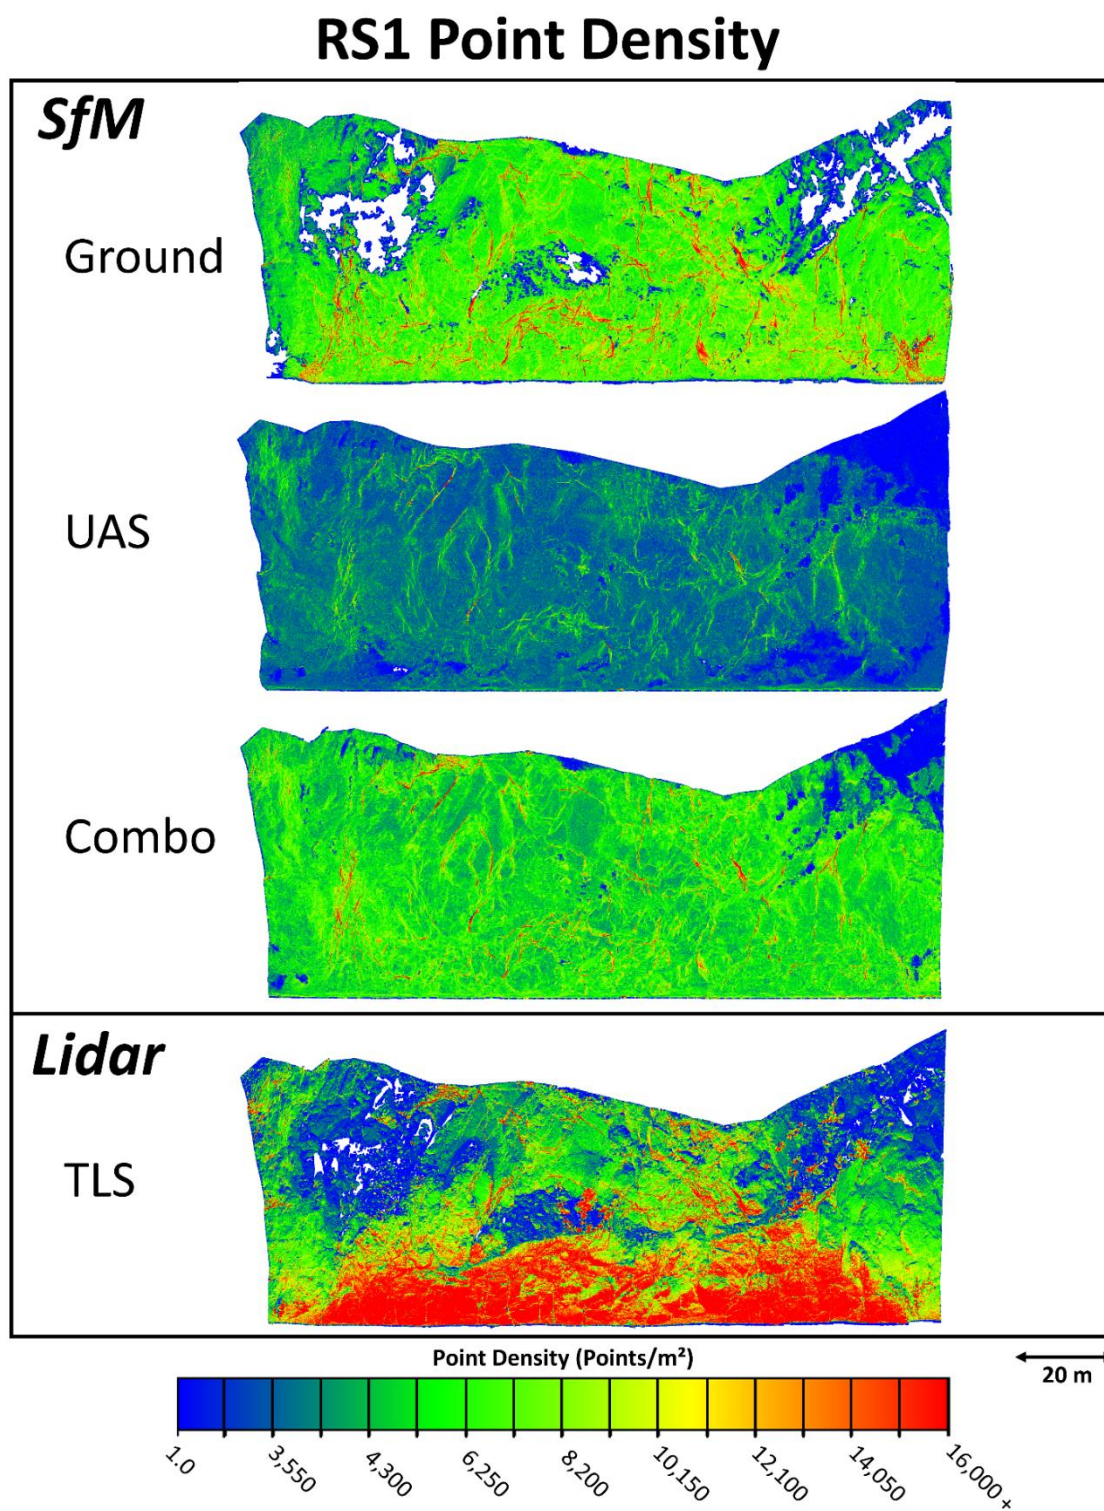 RS1 Point Density
SfM
Ground
UAS
Combo
Lidar
TLS
Point Density (Points/m²)
20 m
1.0
3,550
4,300
6,250
8,200
10,150
12,100
14,050
16,000 +